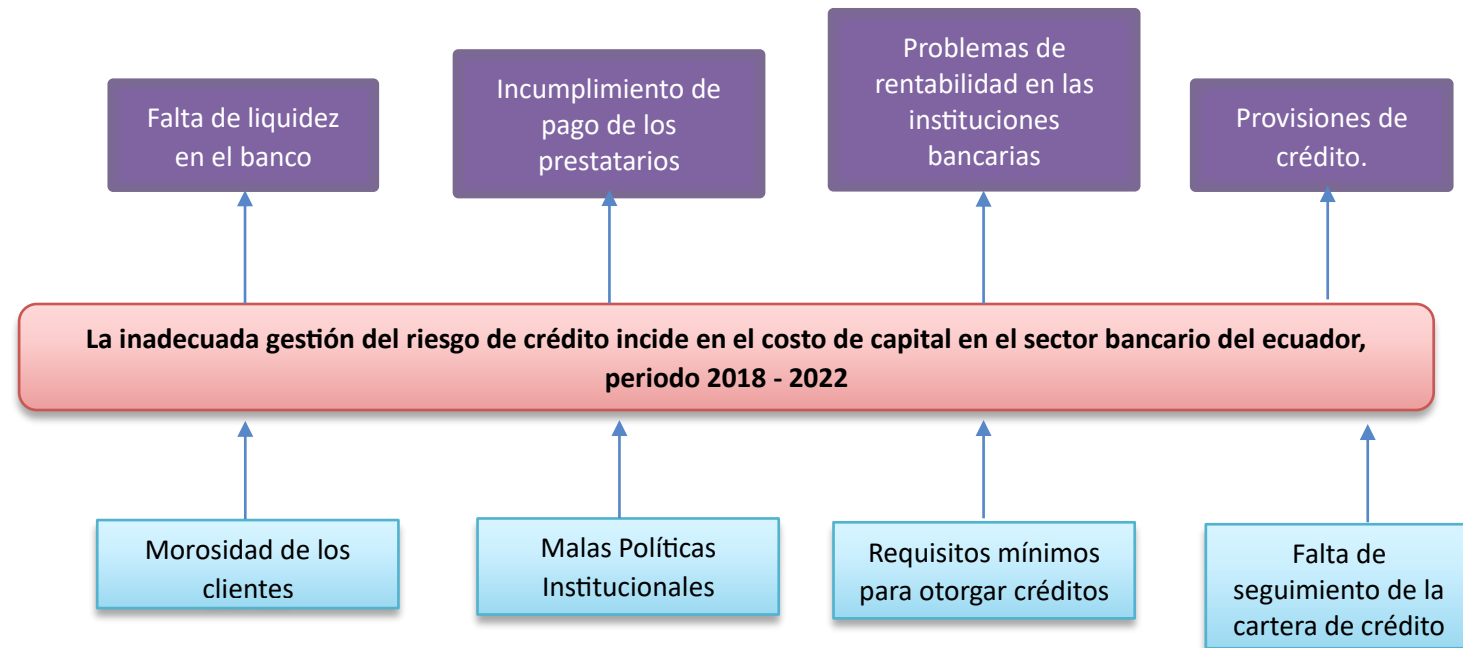 Falta de liquidez
en el banco
Incumplimiento de
pago de los
prestatarios
Problemas de
rentabilidad en las
instituciones
bancarias
Provisiones de
crédito.
La inadecuada gestión del riesgo de crédito incide en el costo de capital en el sector bancario del ecuador,
periodo 2018 - 2022
Morosidad de los
clientes
Malas Políticas
Institucionales
Requisitos mínimos
para otorgar créditos
Falta de
seguimiento de la
cartera de crédito